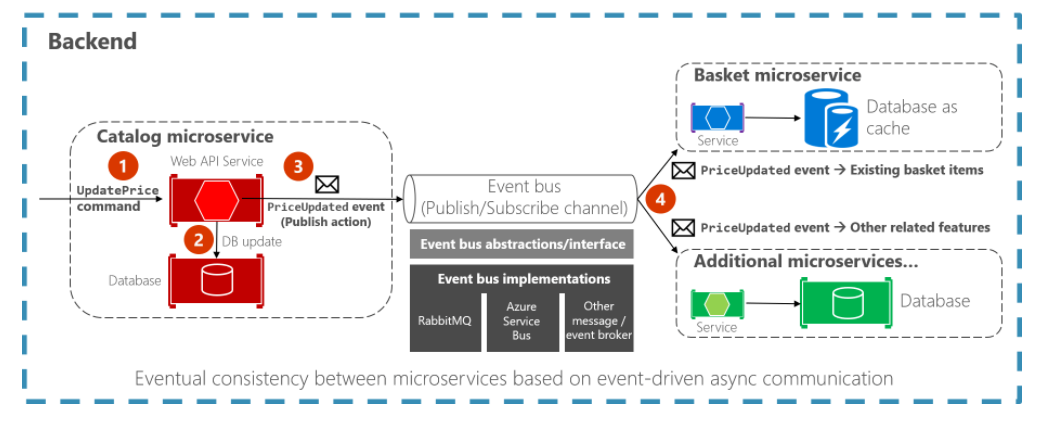 Backend
Catalog microservice
1
Web API Service
UpdatePrice
command
2
DB update
Database
3
PriceUpdated event
(Publish action)
Event bus
(Publish/Subscribe channel)
Event bus abstractions/interface
Event bus implementations
RabbitMQ
Azure
Service
Bus
Other
message /
event broker
4
Basket microservice
Service
Database as
cache
PriceUpdated event → Existing basket items
PriceUpdated event → Other related features
Additional microservices...
Service
Database
Eventual consistency between microservices based on event-driven async communication